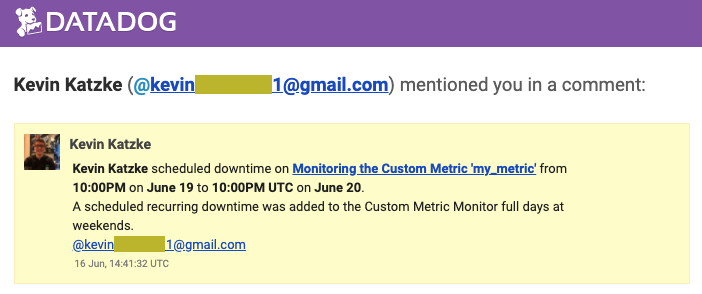 DATADOG
Kevin Katzke (@kevin 1@gmail.com) mentioned you in a comment:
Kevin Katzke
Kevin Katzke scheduled downtime on Monitoring the Custom Metric 'my_metric' from
10:00PM on June 19 to 10:00PM UTC on June 20.
A scheduled recurring downtime was added to the Custom Metric Monitor full days at
weekends.
@kevin 1@gmail.com
16 Jun, 14:41:32 UTC